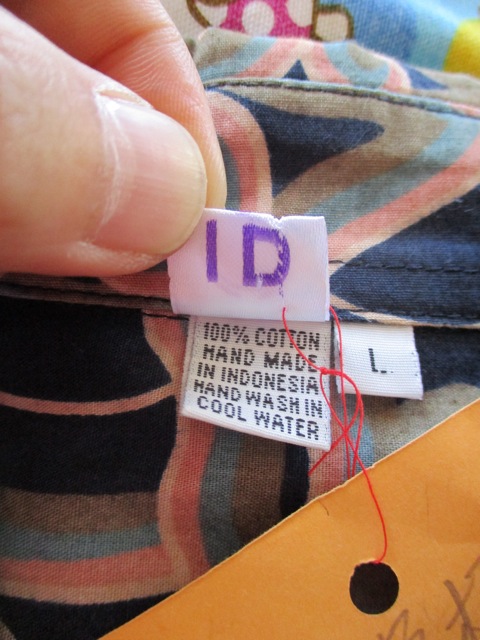 ID
100% COTTON
HAND MADE
IN INDONESIA
HAND WASH IN
COOL WATER
L